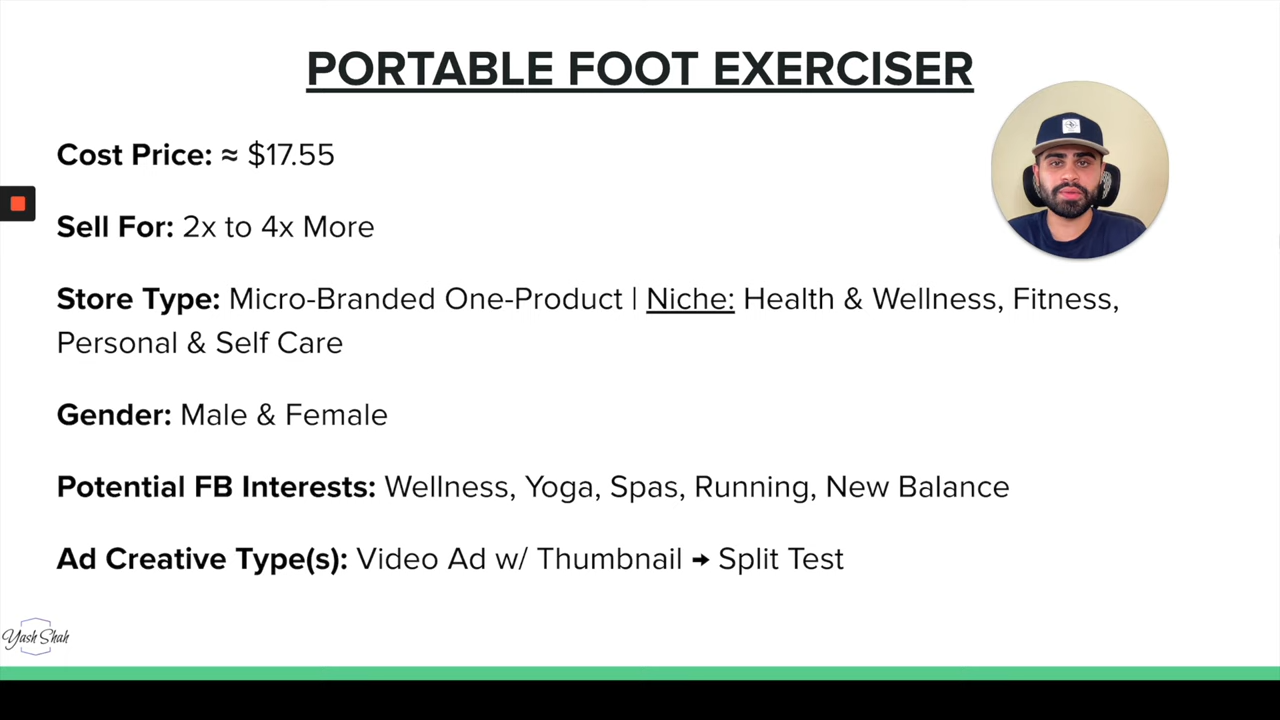 PORTABLE FOOT EXERCISER
Cost Price: ≈ $17.55
Sell For: 2x to 4x More
Store Type: Micro-Branded One-Product | Niche: Health & Wellness, Fitness,
Personal & Self Care
Gender: Male & Female
Potential FB Interests: Wellness, Yoga, Spas, Running, New Balance
Ad Creative Type(s): Video Ad w/ Thumbnail → Split Test
Yash Shah